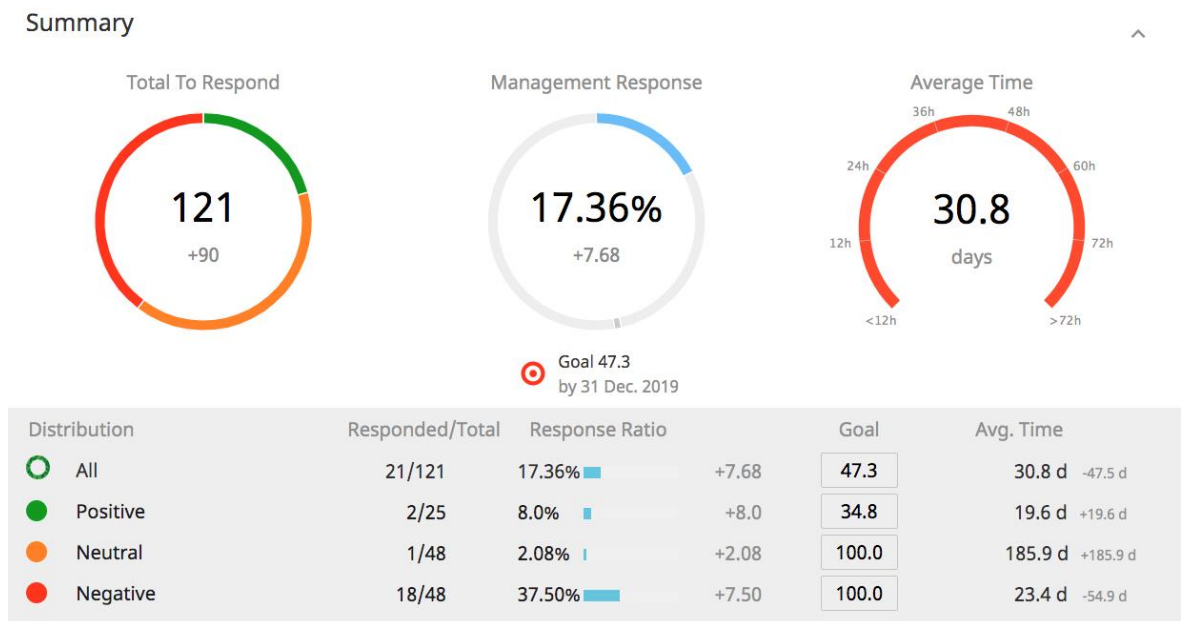 Summary
Total To Respond
121
+90
Management Response
17.36%
+7.68
Goal 47.3
by 31 Dec. 2019
Average Time
<12h
12h
24h
36h
48h
60h
72h
>72h
30.8
days
Distribution Responded/Total Response Ratio Goal Avg. Time
All 21/121 17.36% +7.68 47.3 30.8 d -47.5 d
Positive 2/25 8.0% +8.0 34.8 19.6 d +19.6 d
Neutral 1/48 2.08% +2.08 100.0 185.9 d +185.9 d
Negative 18/48 37.50% +7.50 100.0 23.4 d -54.9 d